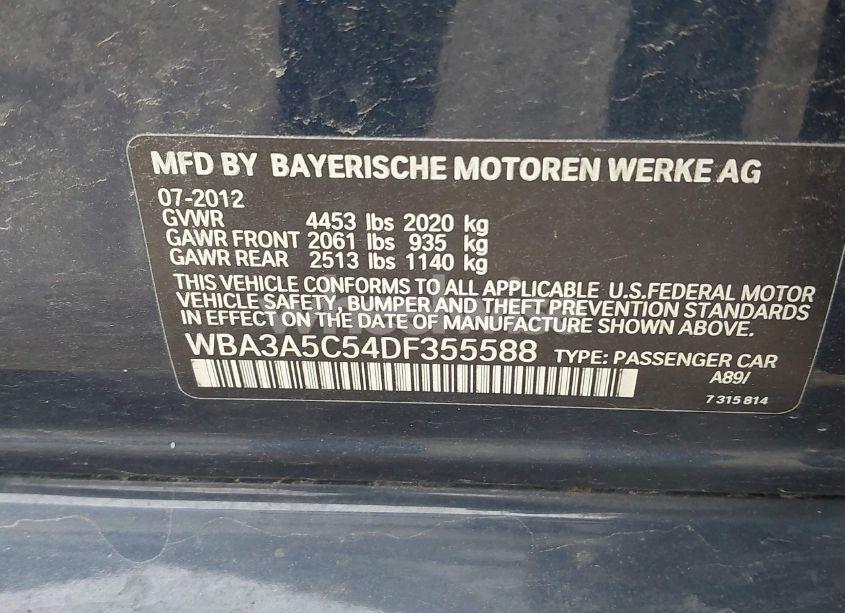 MFD BY BAYERISCHE MOTOREN WERKE AG
07-2012
GVWR 4453 lbs 2020 kg
GAWR FRONT 2061 lbs 935 kg
GAWR REAR 2513 lbs 1140 kg
THIS VEHICLE CONFORMS TO ALL APPLICABLE U.S.FEDERAL MOTOR
VEHICLE SAFETY, BUMPER AND THEFT PREVENTION STANDARDS
IN EFFECT ON THE DATE OF MANUFACTURE SHOWN ABOVE.
WBA3A5C54DF355588 TYPE: PASSENGER CAR
A89/
7 315 814